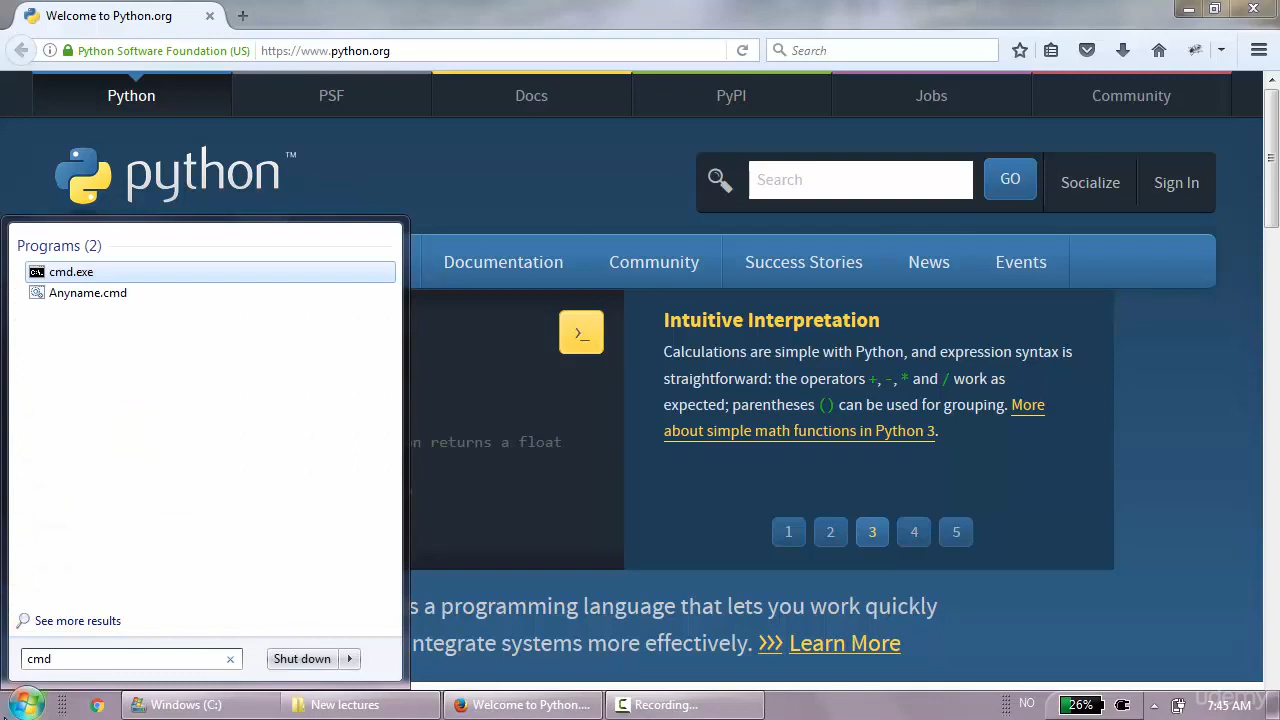 Welcome to Python.org
Python Software Foundation (US) https://www.python.org
Search
Python PSF Docs PyPI Jobs Community
python™
Search GO Socialize Sign In
Programs (2)
cmd.exe
Anyname.cmd
See more results
cmd
Shut down
Documentation Community Success Stories News Events
>_
n returns a float
Intuitive Interpretation
Calculations are simple with Python, and expression syntax is
straightforward: the operators +, -, * and / work as
expected; parentheses () can be used for grouping. More
about simple math functions in Python 3.
1 2 3 4 5
s a programming language that lets you work quickly
ntegrate systems more effectively. >>> Learn More
Windows (C:) New lectures Welcome to Python.... Recording... NO 26% 7:45 AM
udemy